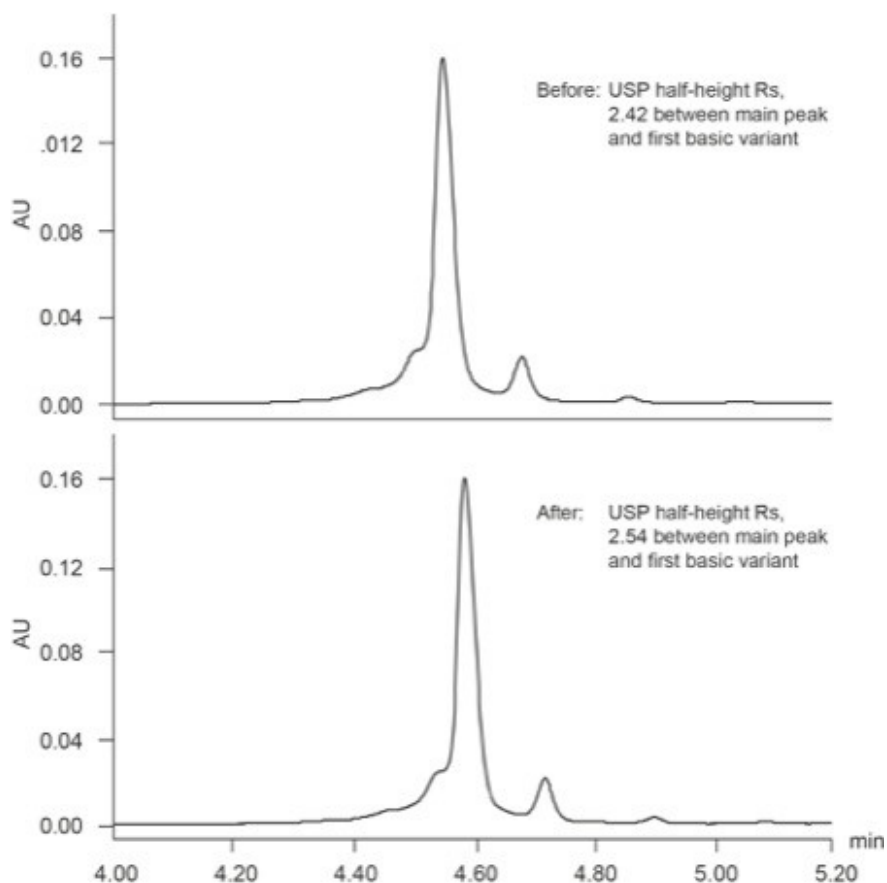 0.16
.012
0.08
0.04
0.00
AU
Before: USP half-height Rs,
2.42 between main peak
and first basic variant
0.16
0.12
0.08
0.04
0.00
AU
After: USP half-height Rs,
2.54 between main peak
and first basic variant
min
4.00 4.20 4.40 4.60 4.80 5.00 5.20